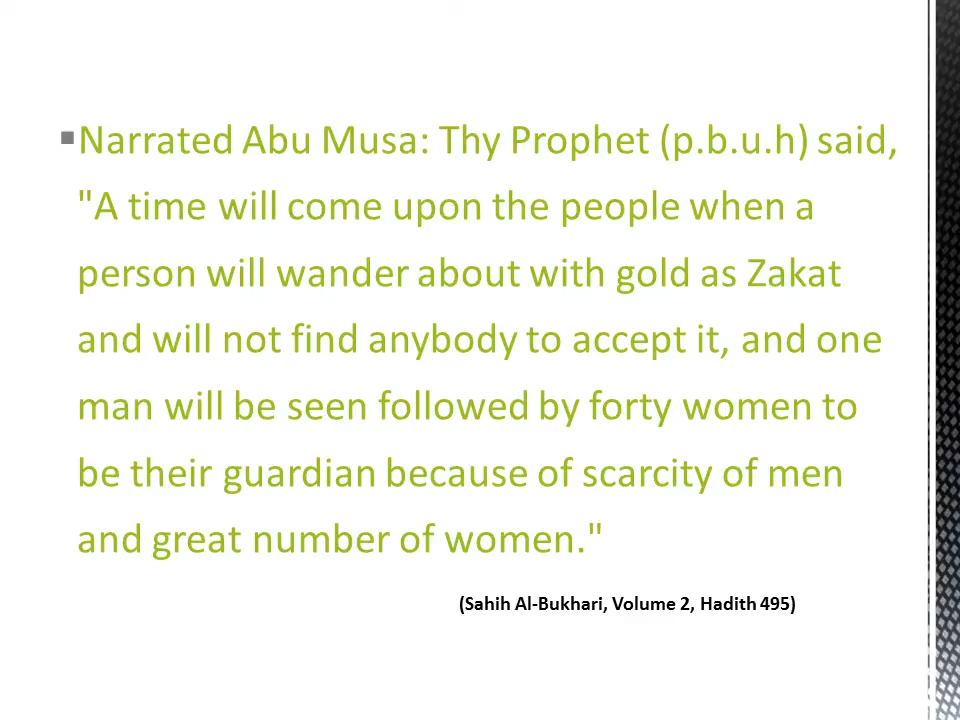 ▪Narrated Abu Musa: Thy Prophet (p.b.u.h) said,
"A time will come upon the people when a
person will wander about with gold as Zakat
and will not find anybody to accept it, and one
man will be seen followed by forty women to
be their guardian because of scarcity of men
and great number of women."
(Sahih Al-Bukhari, Volume 2, Hadith 495)